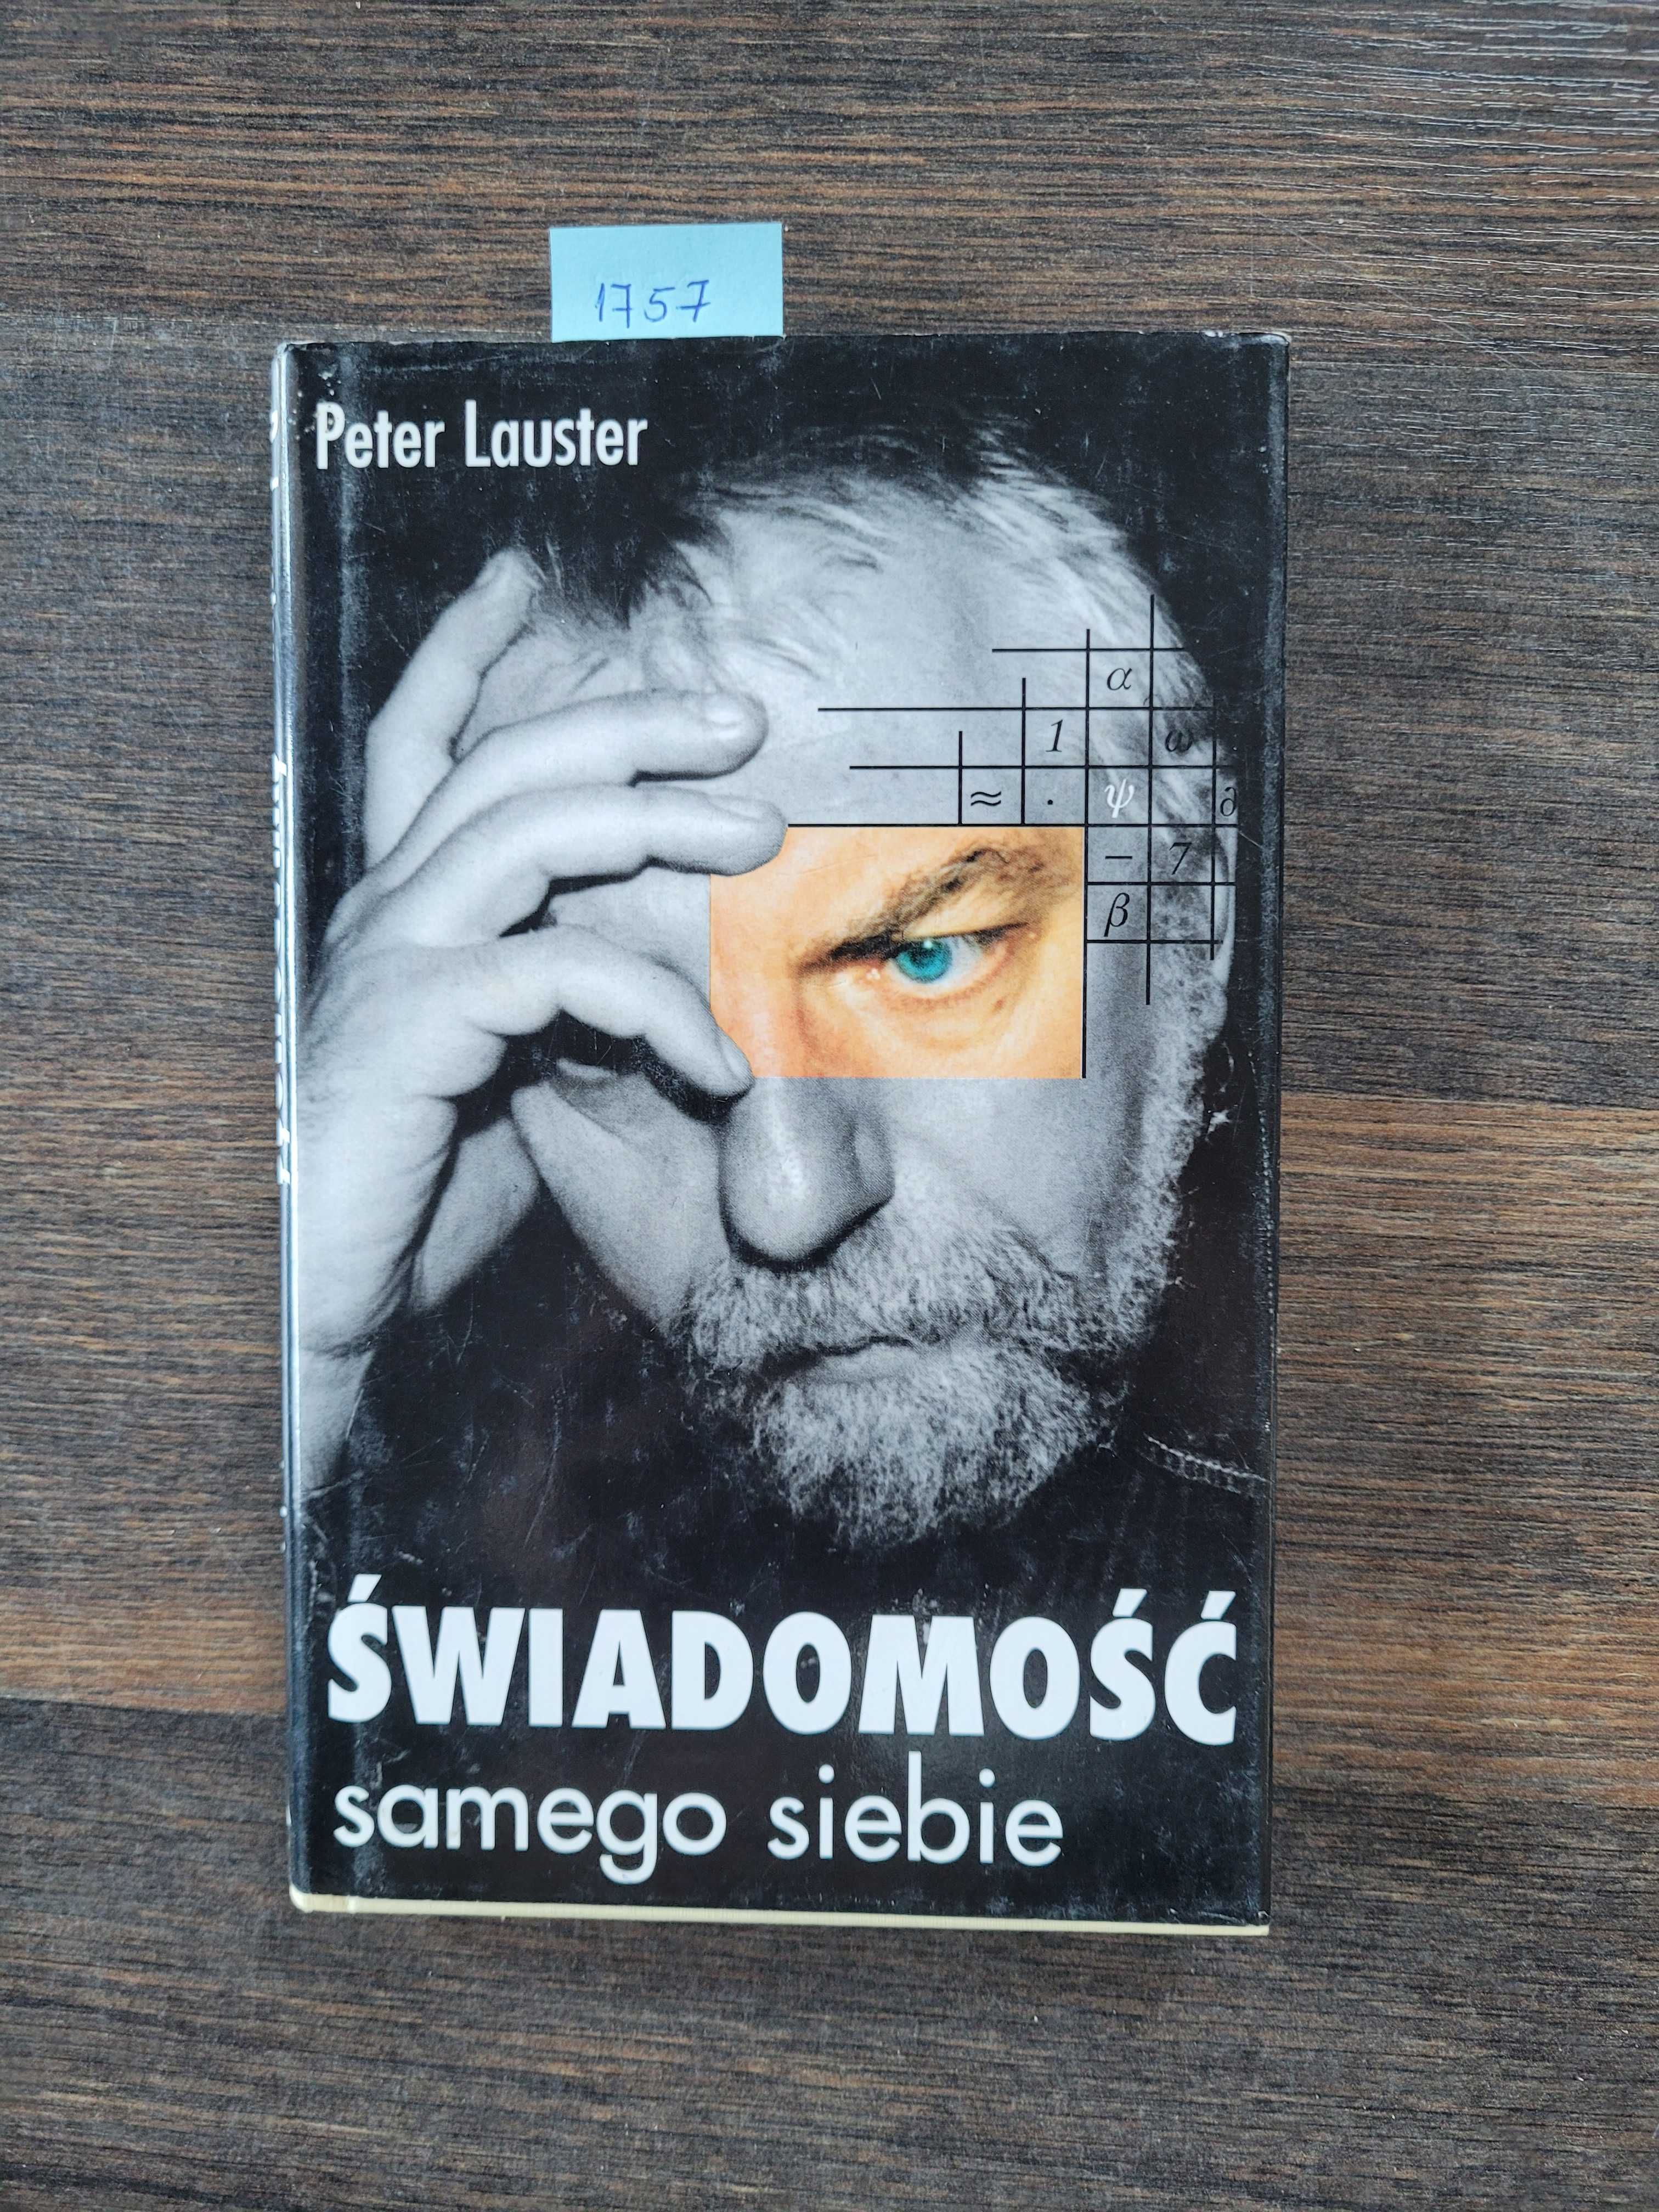 1757
Peter Lauster
α
1 ω
≈ · ψ ∂
– 7
β
ŚWIADOMOŚĆ
samego siebie